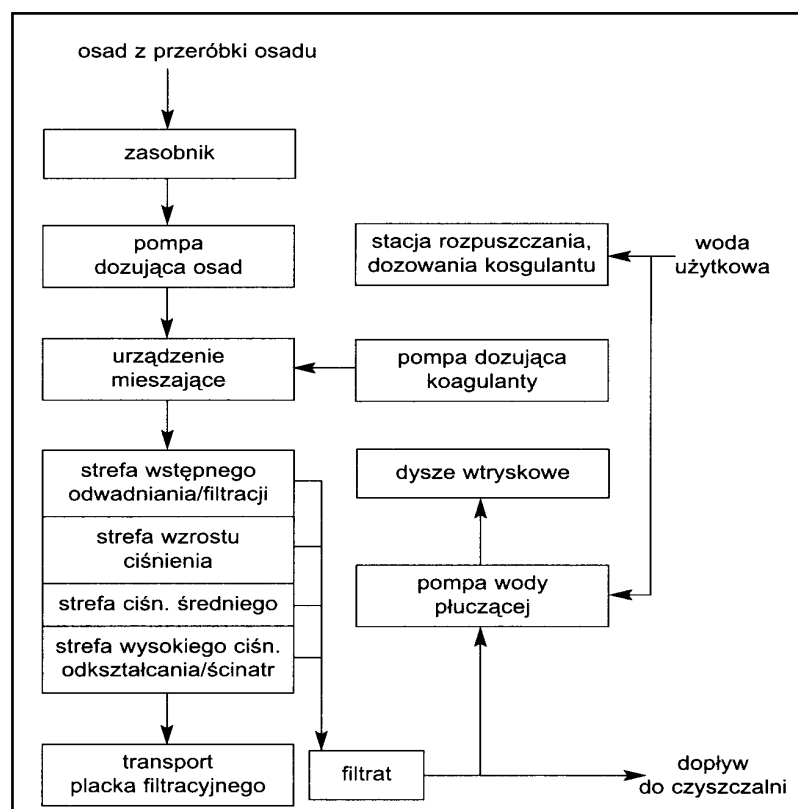 osad z przeróbki osadu
zasobnik
pompa
dozująca osad
stacja rozpuszczania,
dozowania kosgulantu
woda
użytkowa
urządzenie
mieszające
pompa dozująca
koagulanty
strefa wstępnego
odwadniania/filtracji
dysze wtryskowe
strefa wzrostu
ciśnienia
pompa wody
płuczącej
strefa ciśn. średniego
strefa wysokiego ciśn.
odkształcania/ścinatr
transport
placka filtracyjnego
filtrat
dopływ
do czyszczalni